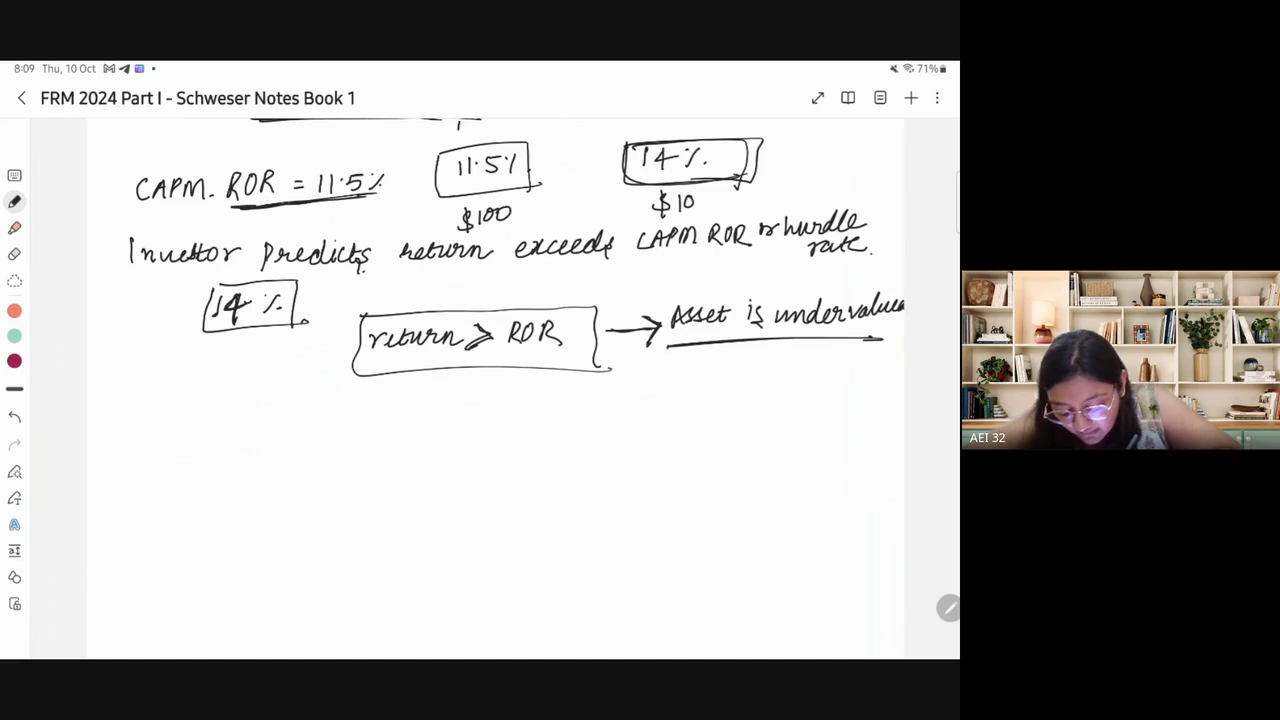 8:09 Thu, 10 Oct 71%
FRM 2024 Part I - Schweser Notes Book 1
11.5% 14%
CAPM. ROR = 11.5%
$100 $10
Investor predicts return exceeds CAPM ROR or hurdle
rate.
14%
return > ROR → Asset is undervalued
AEI 32